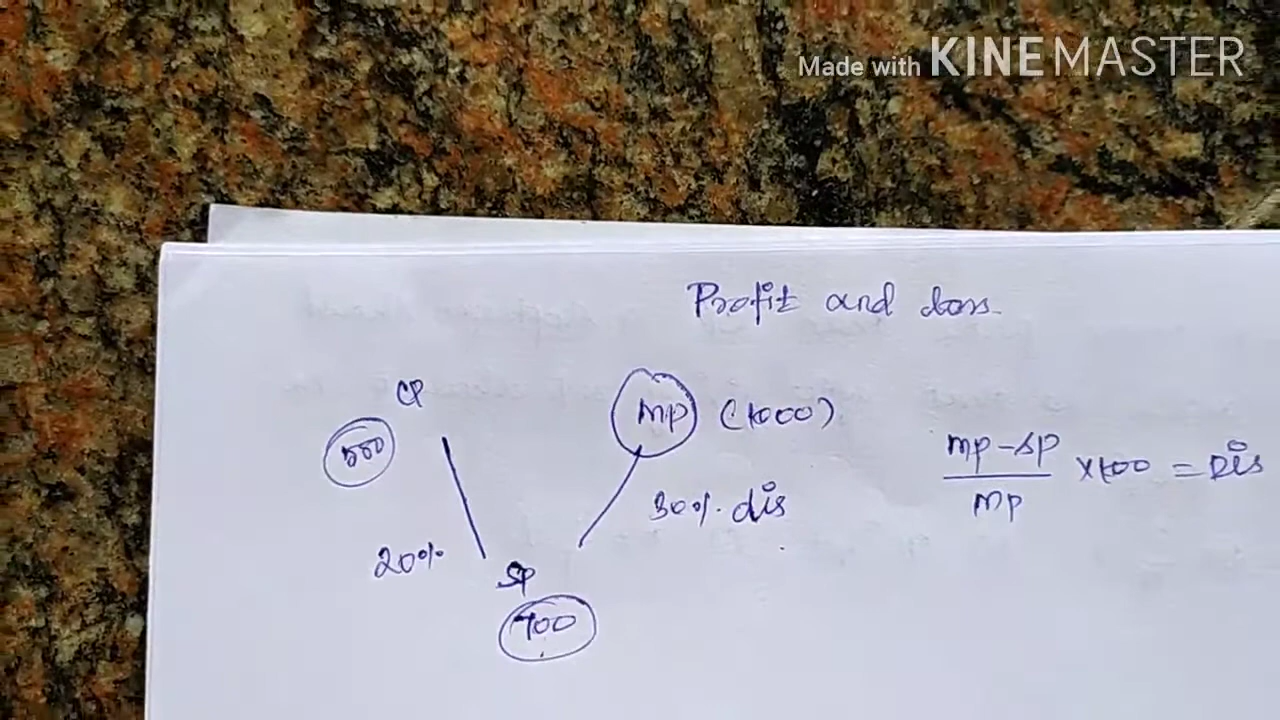 Made with KINEMASTER
Profit and loss
CP
MP (1000)
500
MP-SP
MP
X100 = Dis
30%. dis
20%
SP
700